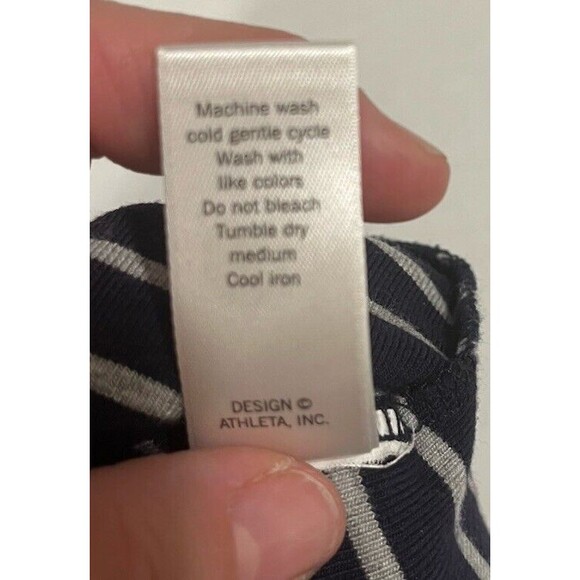 Machine wash
cold gentle cycle
Wash with
like colors
Do not bleach
Tumble dry
medium
Cool iron
DESIGN ©
ATHLETA, INC.